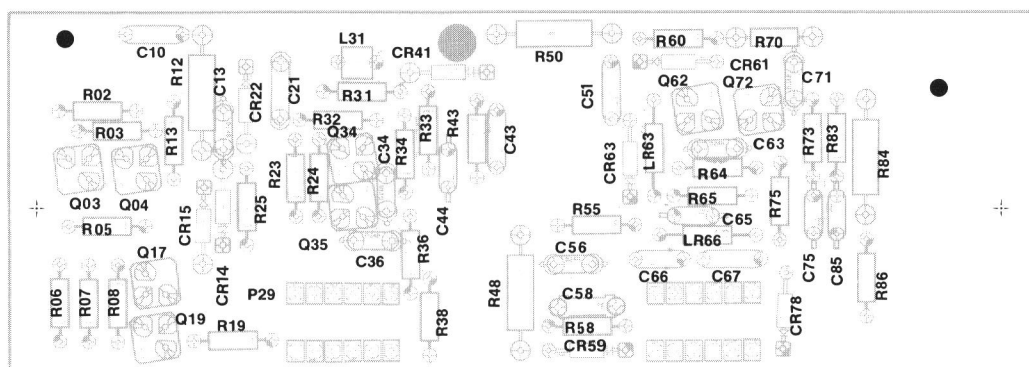 C10
R12
C13
CR22
C21
L31
CR41
R50
R60
R70
CR61
Q62
Q72
C71
R02
R03
R13
R31
R32
Q34
C34
R34
R33
R43
C43
C51
CR63
LR63
C63
R73
R83
R84
Q03
Q04
R23
R24
R64
R65
R75
R05
CR15
R25
Q35
C36
R36
C44
R55
C65
LR66
C75
C85
Q17
CR14
C56
C66
C67
R86
R06
R07
R08
P29
R38
R48
C58
CR78
Q19
R19
R58
CR59